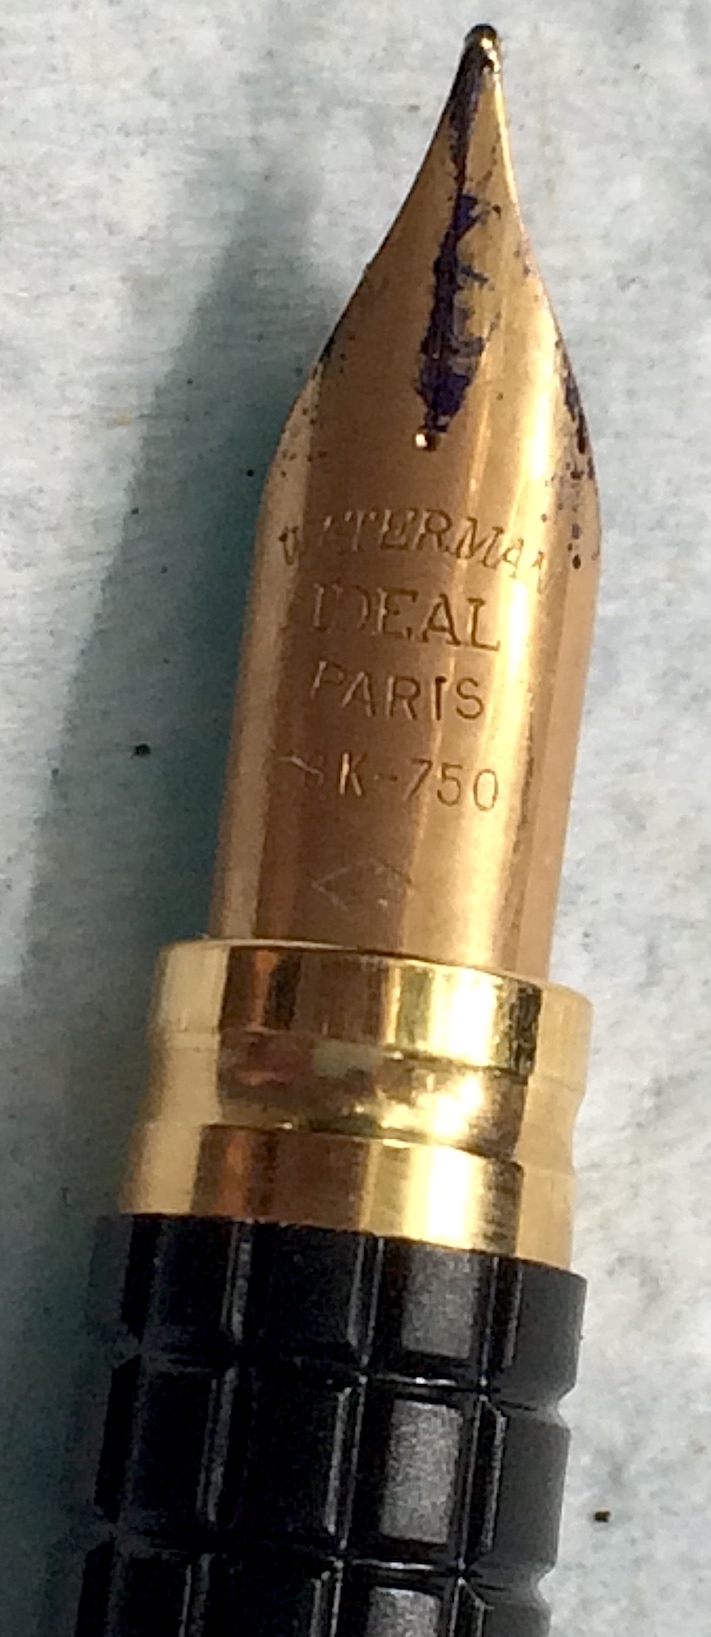 WATERMAN
IDEAL
PARIS
18K-750